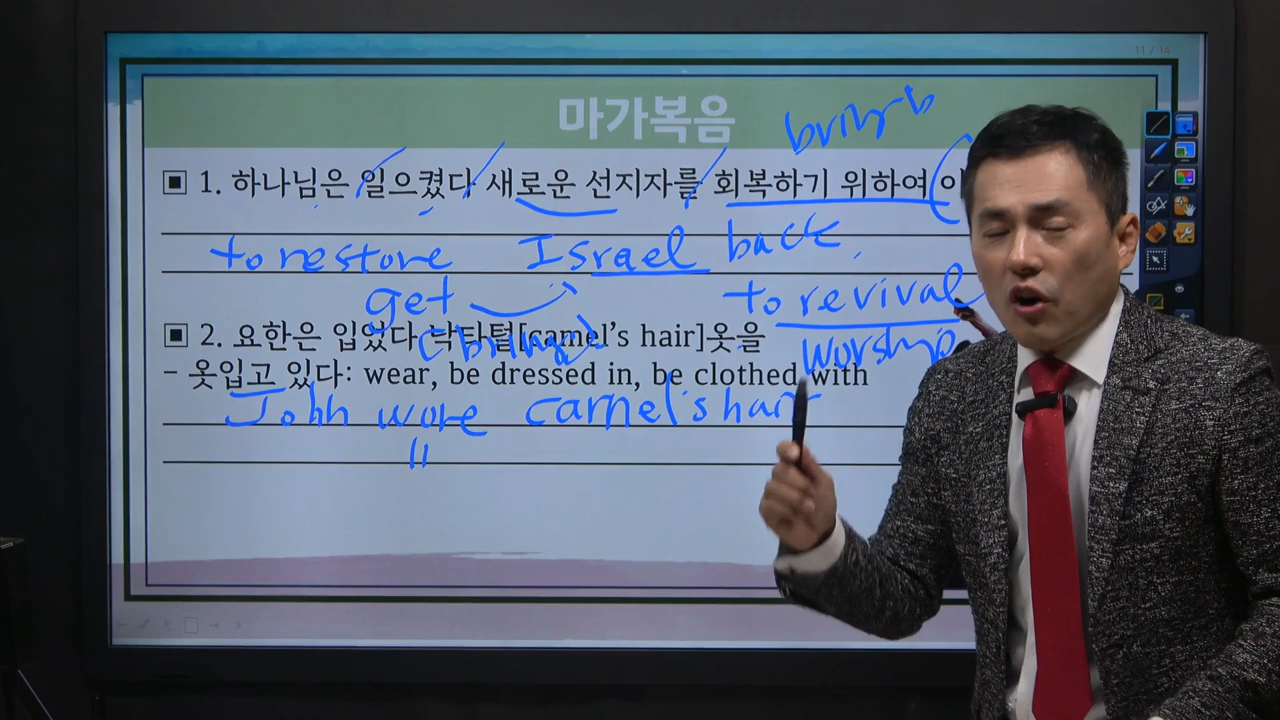 11 / 14
마가복음
bring
▣ 1. 하나님은 일으켰다 새로운 선지자를 회복하기 위하여 이
to restore Israel back
get to revival
▣ 2. 요한은 입었다 낙타털[camel's hair]옷을
(bring) worship
- 옷입고 있다: wear, be dressed in, be clothed with
John wore camel's hair